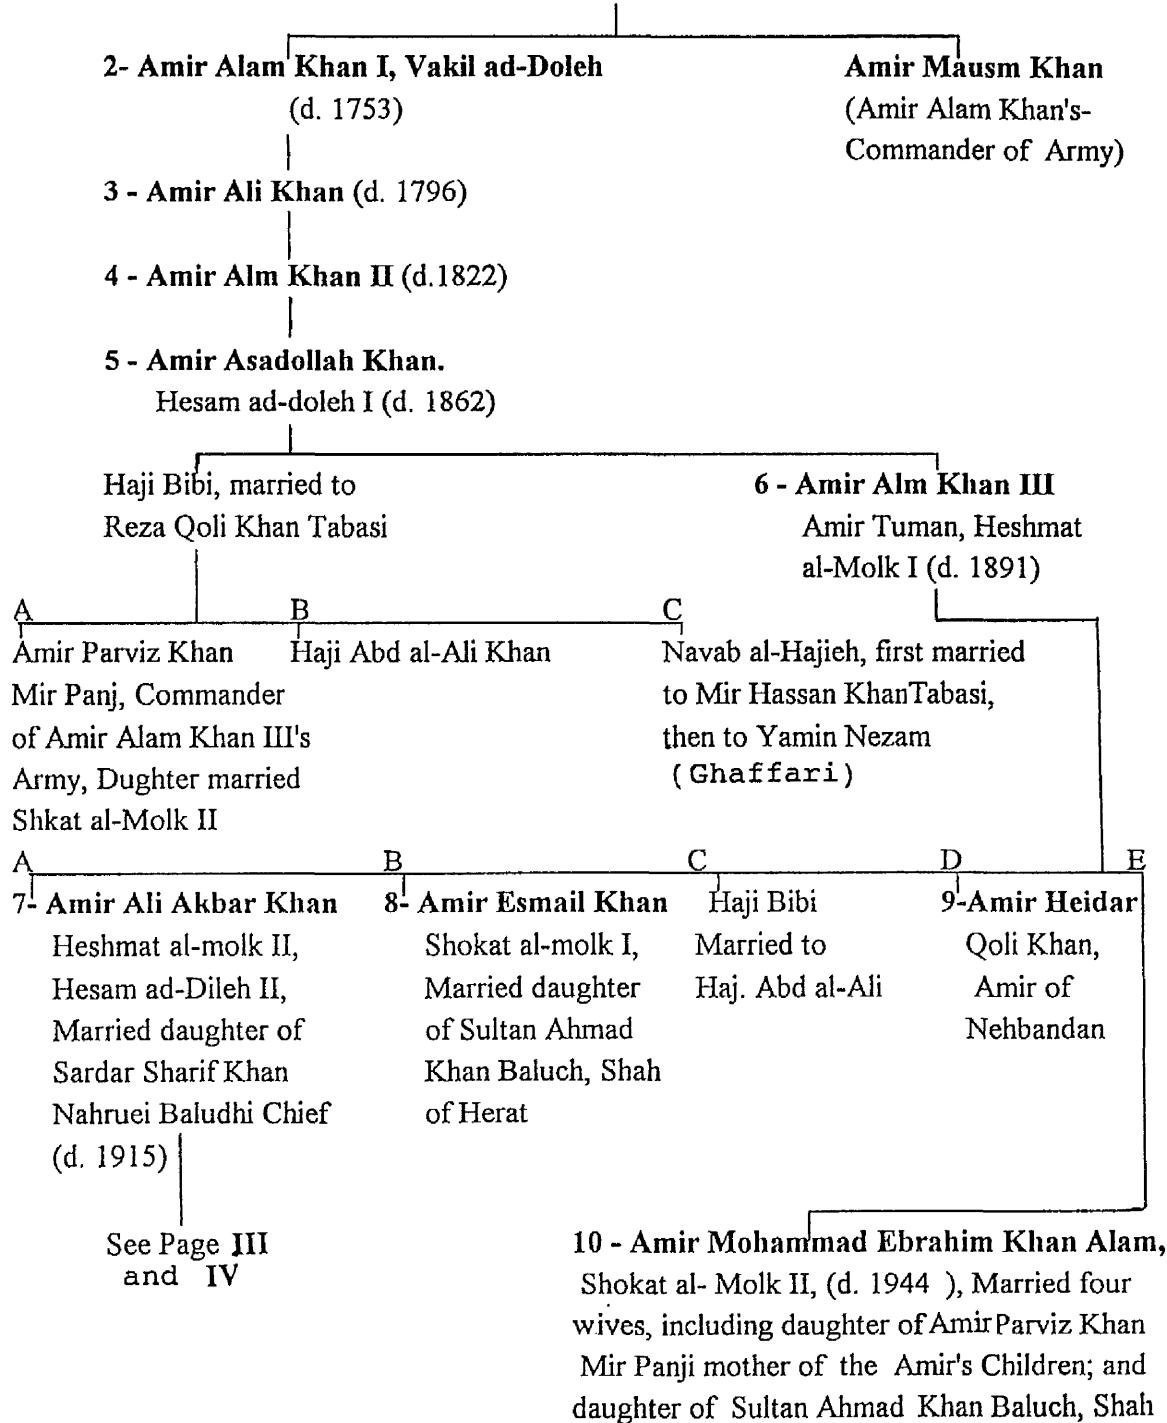 2- Amir Alam Khan I, Vakil ad-Doleh
(d. 1753)
Amir Mausm Khan
(Amir Alam Khan's-
Commander of Army)
3 - Amir Ali Khan (d. 1796)
4 - Amir Alm Khan II (d.1822)
5 - Amir Asadollah Khan.
Hesam ad-doleh I (d. 1862)
Haji Bibi, married to
Reza Qoli Khan Tabasi
6 - Amir Alm Khan III
Amir Tuman, Heshmat
al-Molk I (d. 1891)
A
Amir Parviz Khan
Mir Panj, Commander
of Amir Alam Khan III's
Army, Dughter married
Shkat al-Molk II
B
Haji Abd al-Ali Khan
C
Navab al-Hajieh, first married
to Mir Hassan KhanTabasi,
then to Yamin Nezam
(Ghaffari)
A
7- Amir Ali Akbar Khan
Heshmat al-molk II,
Hesam ad-Dileh II,
Married daughter of
Sardar Sharif Khan
Nahruei Baludhi Chief
(d. 1915)
See Page III
and IV
B
8- Amir Esmail Khan
Shokat al-molk I,
Married daughter
of Sultan Ahmad
Khan Baluch, Shah
of Herat
C
Haji Bibi
Married to
Haj. Abd al-Ali
D
9-Amir Heidar
Qoli Khan,
Amir of
Nehbandan
E
10 - Amir Mohammad Ebrahim Khan Alam,
Shokat al- Molk II, (d. 1944 ), Married four
wives, including daughter of Amir Parviz Khan
Mir Panji mother of the Amir's Children; and
daughter of Sultan Ahmad Khan Baluch, Shah